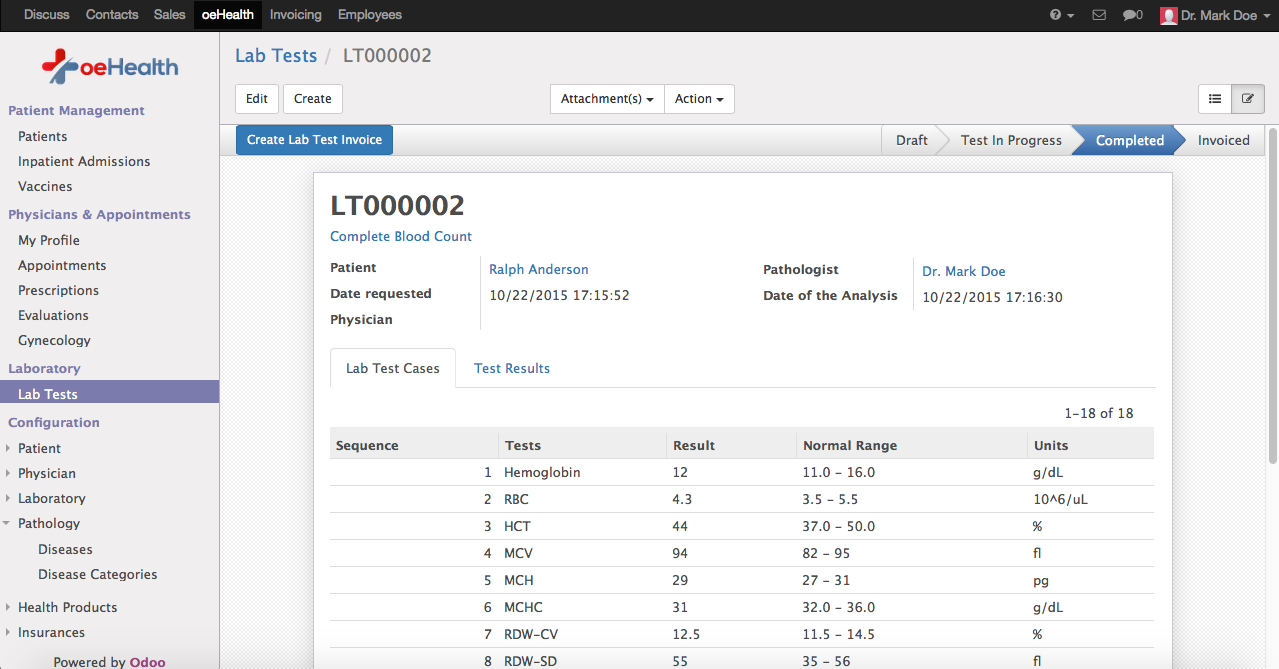 Discuss Contacts Sales oeHealth Invoicing Employees 0 Dr. Mark Doe
oeHealth
Lab Tests / LT000002
Edit Create Attachment(s) Action
Create Lab Test Invoice Draft Test In Progress Completed Invoiced
Patient Management
Patients
Inpatient Admissions
Vaccines
Physicians & Appointments
My Profile
Appointments
Prescriptions
Evaluations
Gynecology
Laboratory
Lab Tests
Configuration
Patient
Physician
Laboratory
Pathology
Diseases
Disease Categories
Health Products
Insurances
Powered by Odoo
LT000002
Complete Blood Count
Patient Ralph Anderson Pathologist Dr. Mark Doe
Date requested 10/22/2015 17:15:52 Date of the Analysis 10/22/2015 17:16:30
Physician
Lab Test Cases Test Results
1-18 of 18
Sequence Tests Result Normal Range Units
1 Hemoglobin 12 11.0 - 16.0 g/dL
2 RBC 4.3 3.5 - 5.5 10^6/uL
3 HCT 44 37.0 - 50.0 %
4 MCV 94 82 - 95 fl
5 MCH 29 27 - 31 pg
6 MCHC 31 32.0 - 36.0 g/dL
7 RDW-CV 12.5 11.5 - 14.5 %
8 RDW-SD 55 35 - 56 fl